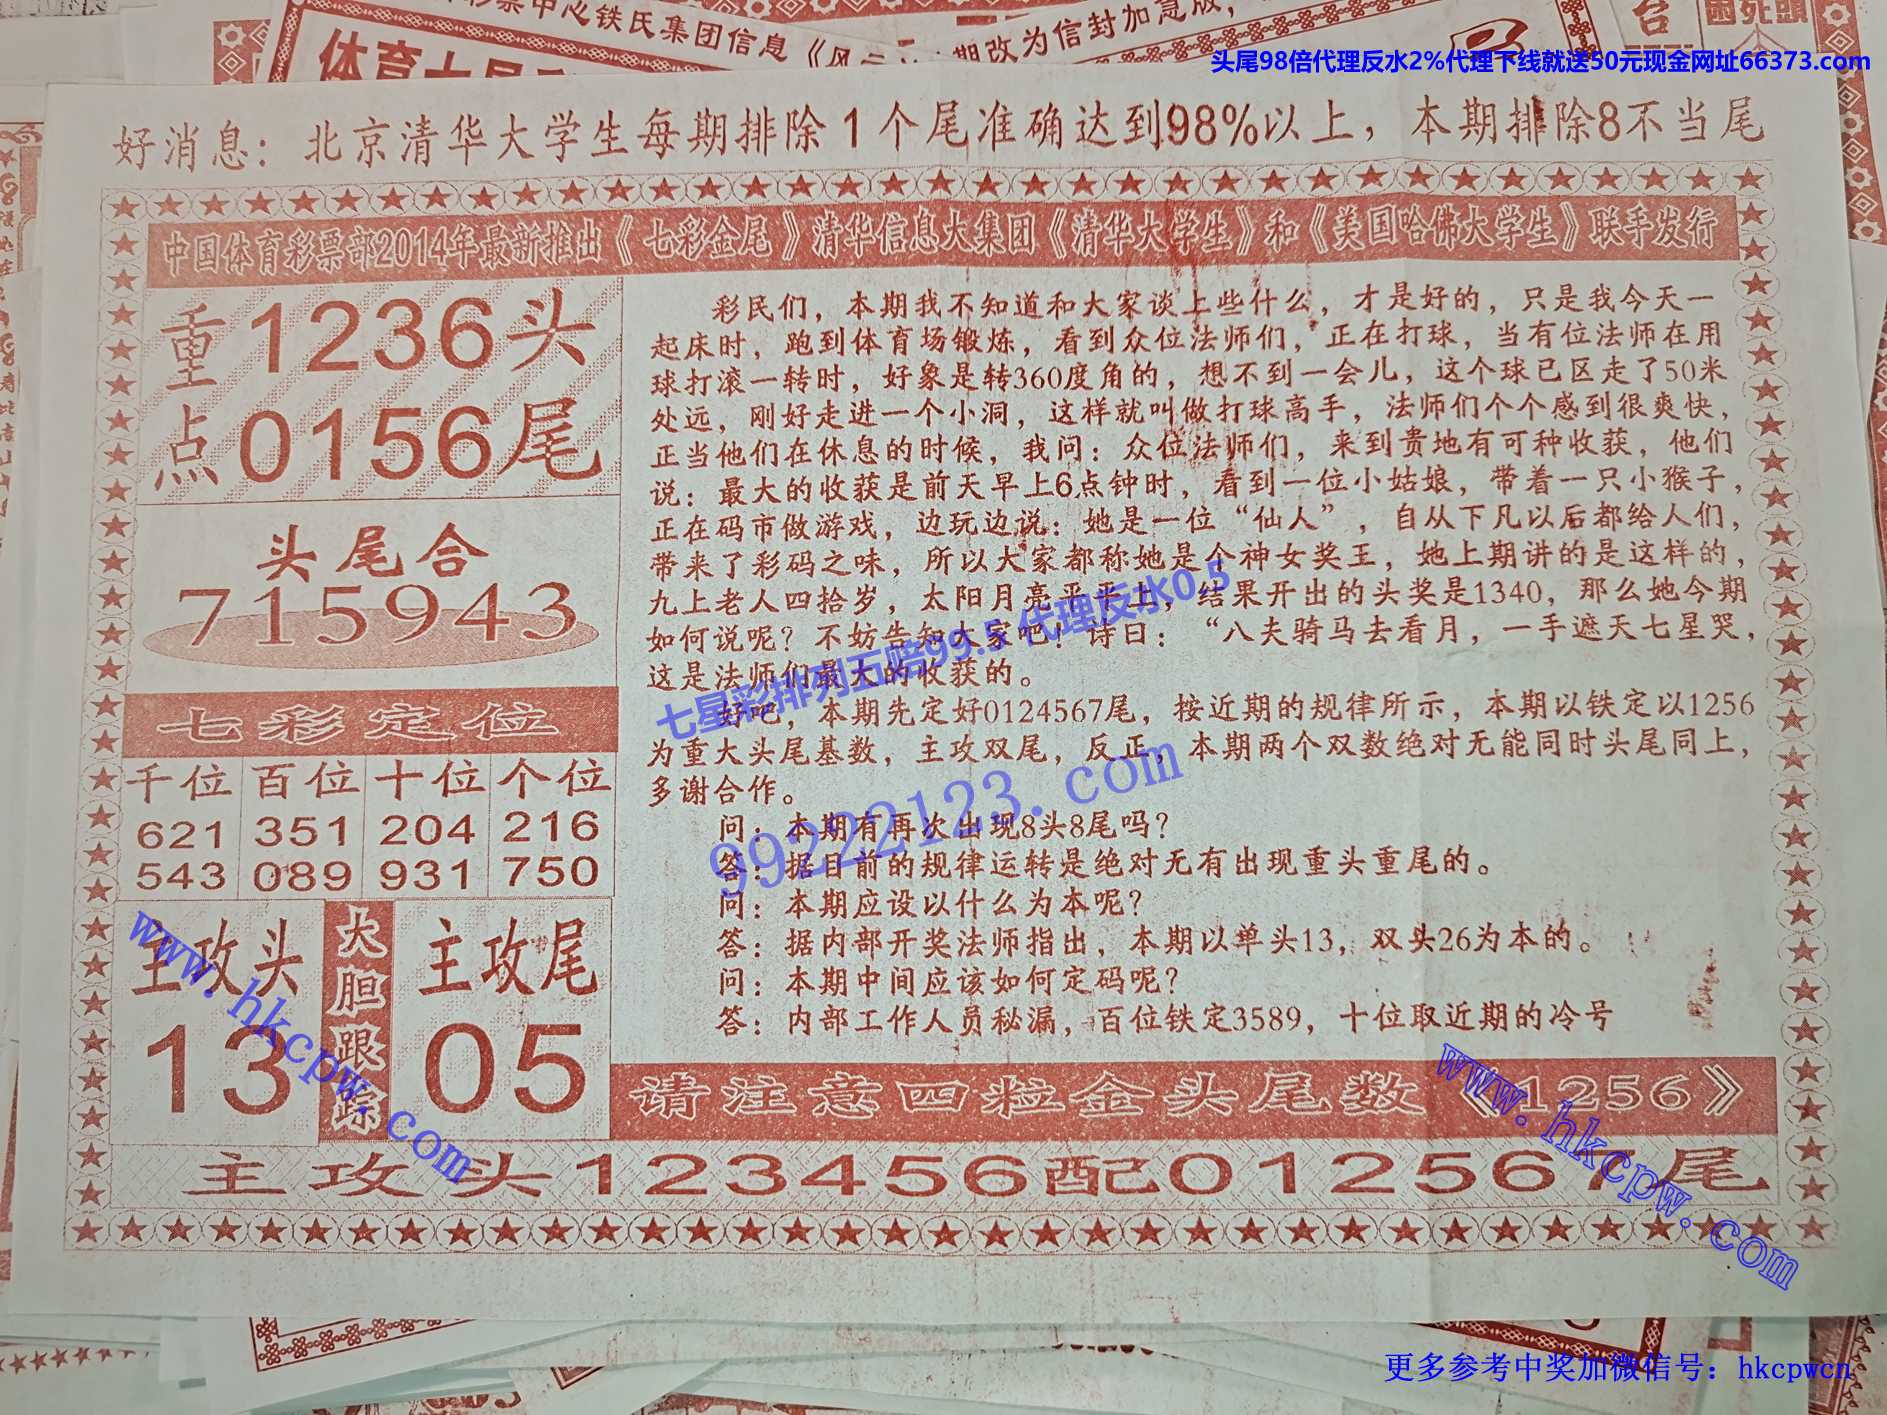 彩票中心铁氏集团信息《风
期改为信封加急版，
头尾98倍代理反水2%代理下线就送50元现金网址66373.com
好消息：北京清华大学生每期排除1个尾准确达到98%以上，本期排除8不当尾
中国体育彩票部2014年最新推出《七彩金尾》清华信息大集团《清华大学生》和《美国哈佛大学生》联手发行
重点
1236头
0156尾
头尾合
715943
七彩定位
千位 百位 十位 个位
621 351 204 216
543 089 931 750
主攻头
13
大胆跟踪
主攻尾
05
彩民们，本期我不知道和大家谈上些什么，才是好的，只是我今天一
起床时，跑到体育场锻炼，看到众位法师们，正在打球，当有位法师在用
球打滚一转时，好象是转360度角的，想不到一会儿，这个球已区走了50米
处远，刚好走进一个小洞，这样就叫做打球高手，法师们个个感到很爽快，
正当他们在休息的时候，我问：众位法师们，来到贵地有可种收获，他们
说：最大的收获是前天早上6点钟时，看到一位小姑娘，带着一只小猴子，
正在码市做游戏，边玩边说：她是一位“仙人”，自从下凡以后都给人们，
带来了彩码之味，所以大家都称她是个神女奖王，她上期讲的是这样的，
九上老人四拾岁，太阳月亮平平上，结果开出的头奖是1340，那么她今期
如何说呢？不妨告知大家吧！诗曰：“八夫骑马去看月，一手遮天七星哭，
这是法师们最大的收获的。
好吧，本期先定好0124567尾，按近期的规律所示，本期以铁定以1256
为重大头尾基数，主攻双尾，反正，本期两个双数绝对无能同时头尾同上，
多谢合作。
问：本期有再次出现8头8尾吗？
答：据目前的规律运转是绝对无有出现重头重尾的。
问：本期应设以什么为本呢？
答：据内部开奖法师指出，本期以单头13，双头26为本的。
问：本期中间应该如何定码呢？
答：内部工作人员秘漏，百位铁定3589，十位取近期的冷号
请注意四粒金头尾数《1256》
主攻头123456配012567尾
七星彩排列五赔99.5 代理反水0.5
99222123.com
www.hkcpw.com
www.hkcpw.com
更多参考中奖加微信号：hkcpwcn